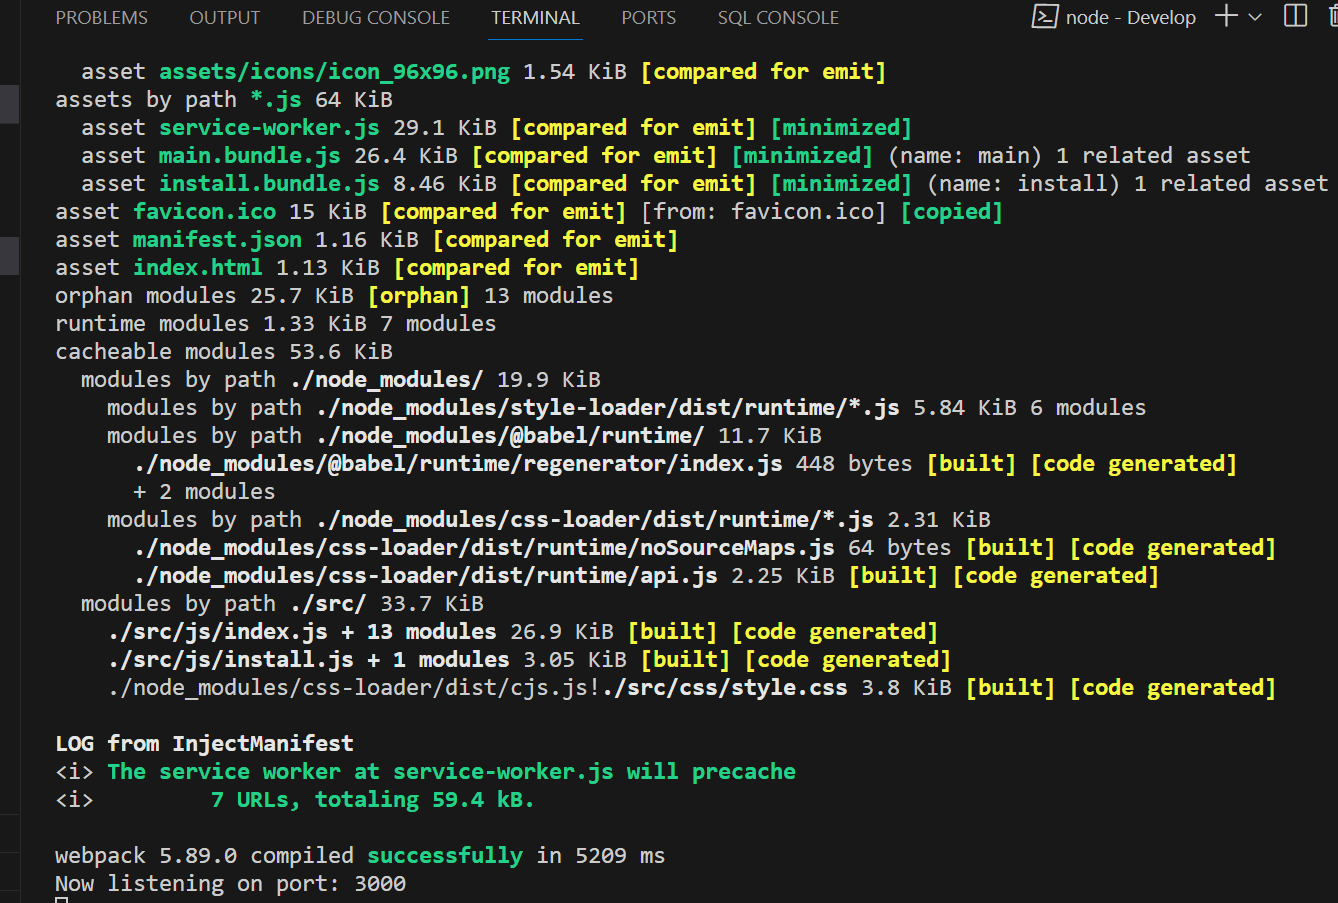 PROBLEMS OUTPUT DEBUG CONSOLE TERMINAL PORTS SQL CONSOLE node - Develop
asset assets/icons/icon_96x96.png 1.54 KiB [compared for emit]
assets by path *.js 64 KiB
asset service-worker.js 29.1 KiB [compared for emit] [minimized]
asset main.bundle.js 26.4 KiB [compared for emit] [minimized] (name: main) 1 related asset
asset install.bundle.js 8.46 KiB [compared for emit] [minimized] (name: install) 1 related asset
asset favicon.ico 15 KiB [compared for emit] [from: favicon.ico] [copied]
asset manifest.json 1.16 KiB [compared for emit]
asset index.html 1.13 KiB [compared for emit]
orphan modules 25.7 KiB [orphan] 13 modules
runtime modules 1.33 KiB 7 modules
cacheable modules 53.6 KiB
modules by path ./node_modules/ 19.9 KiB
modules by path ./node_modules/style-loader/dist/runtime/*.js 5.84 KiB 6 modules
modules by path ./node_modules/@babel/runtime/ 11.7 KiB
./node_modules/@babel/runtime/regenerator/index.js 448 bytes [built] [code generated]
+ 2 modules
modules by path ./node_modules/css-loader/dist/runtime/*.js 2.31 KiB
./node_modules/css-loader/dist/runtime/noSourceMaps.js 64 bytes [built] [code generated]
./node_modules/css-loader/dist/runtime/api.js 2.25 KiB [built] [code generated]
modules by path ./src/ 33.7 KiB
./src/js/index.js + 13 modules 26.9 KiB [built] [code generated]
./src/js/install.js + 1 modules 3.05 KiB [built] [code generated]
./node_modules/css-loader/dist/cjs.js!./src/css/style.css 3.8 KiB [built] [code generated]
LOG from InjectManifest
<i> The service worker at service-worker.js will precache
<i> 7 URLs, totaling 59.4 kB.
webpack 5.89.0 compiled successfully in 5209 ms
Now listening on port: 3000